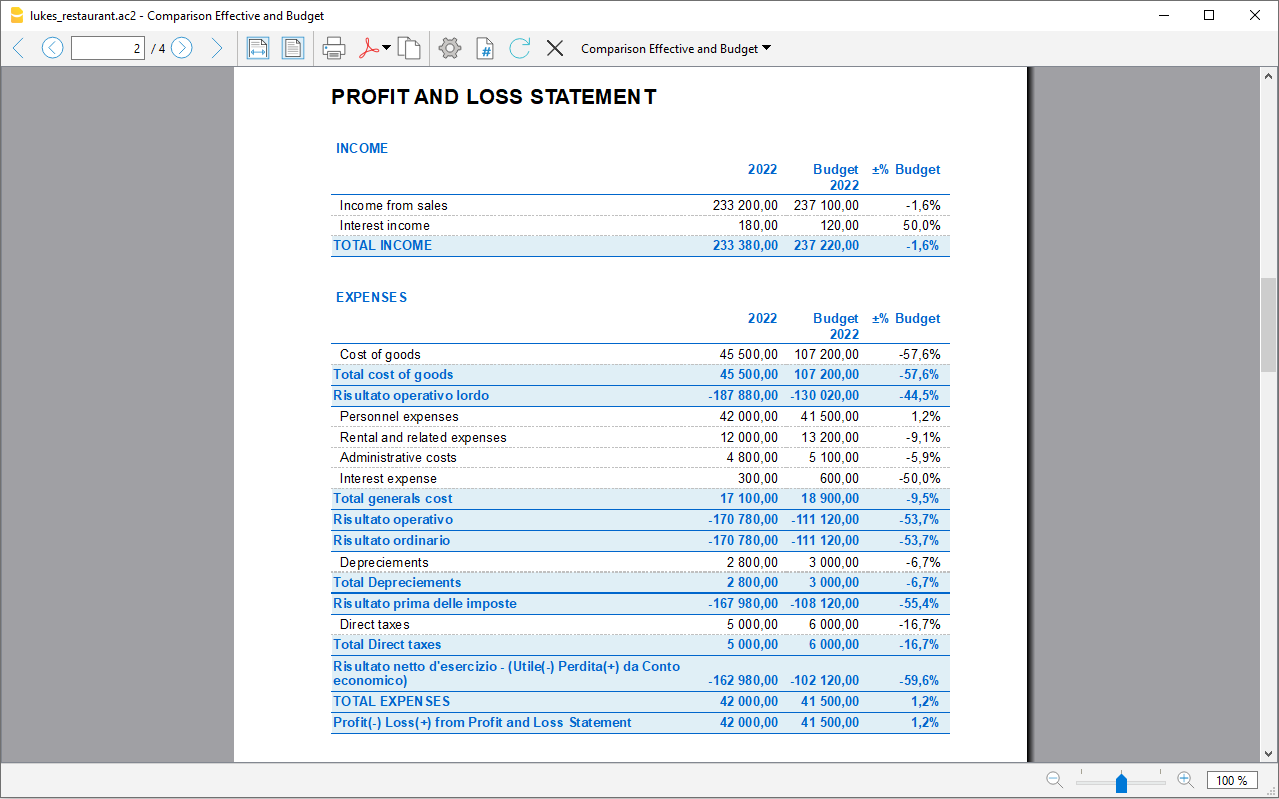 lukes_restaurant.ac2 - Comparison Effective and Budget
2 / 4 Comparison Effective and Budget
PROFIT AND LOSS STATEMENT
INCOME
2022 Budget 2022 ±% Budget
Income from sales 233 200,00 237 100,00 -1,6%
Interest income 180,00 120,00 50,0%
TOTAL INCOME 233 380,00 237 220,00 -1,6%
EXPENSES
2022 Budget 2022 ±% Budget
Cost of goods 45 500,00 107 200,00 -57,6%
Total cost of goods 45 500,00 107 200,00 -57,6%
Risultato operativo lordo -187 880,00 -130 020,00 -44,5%
Personnel expenses 42 000,00 41 500,00 1,2%
Rental and related expenses 12 000,00 13 200,00 -9,1%
Administrative costs 4 800,00 5 100,00 -5,9%
Interest expense 300,00 600,00 -50,0%
Total generals cost 17 100,00 18 900,00 -9,5%
Risultato operativo -170 780,00 -111 120,00 -53,7%
Risultato ordinario -170 780,00 -111 120,00 -53,7%
Depreciements 2 800,00 3 000,00 -6,7%
Total Depreciements 2 800,00 3 000,00 -6,7%
Risultato prima delle imposte -167 980,00 -108 120,00 -55,4%
Direct taxes 5 000,00 6 000,00 -16,7%
Total Direct taxes 5 000,00 6 000,00 -16,7%
Risultato netto d'esercizio - (Utile(-) Perdita(+) da Conto
economico) -162 980,00 -102 120,00 -59,6%
TOTAL EXPENSES 42 000,00 41 500,00 1,2%
Profit(-) Loss(+) from Profit and Loss Statement 42 000,00 41 500,00 1,2%
100 %